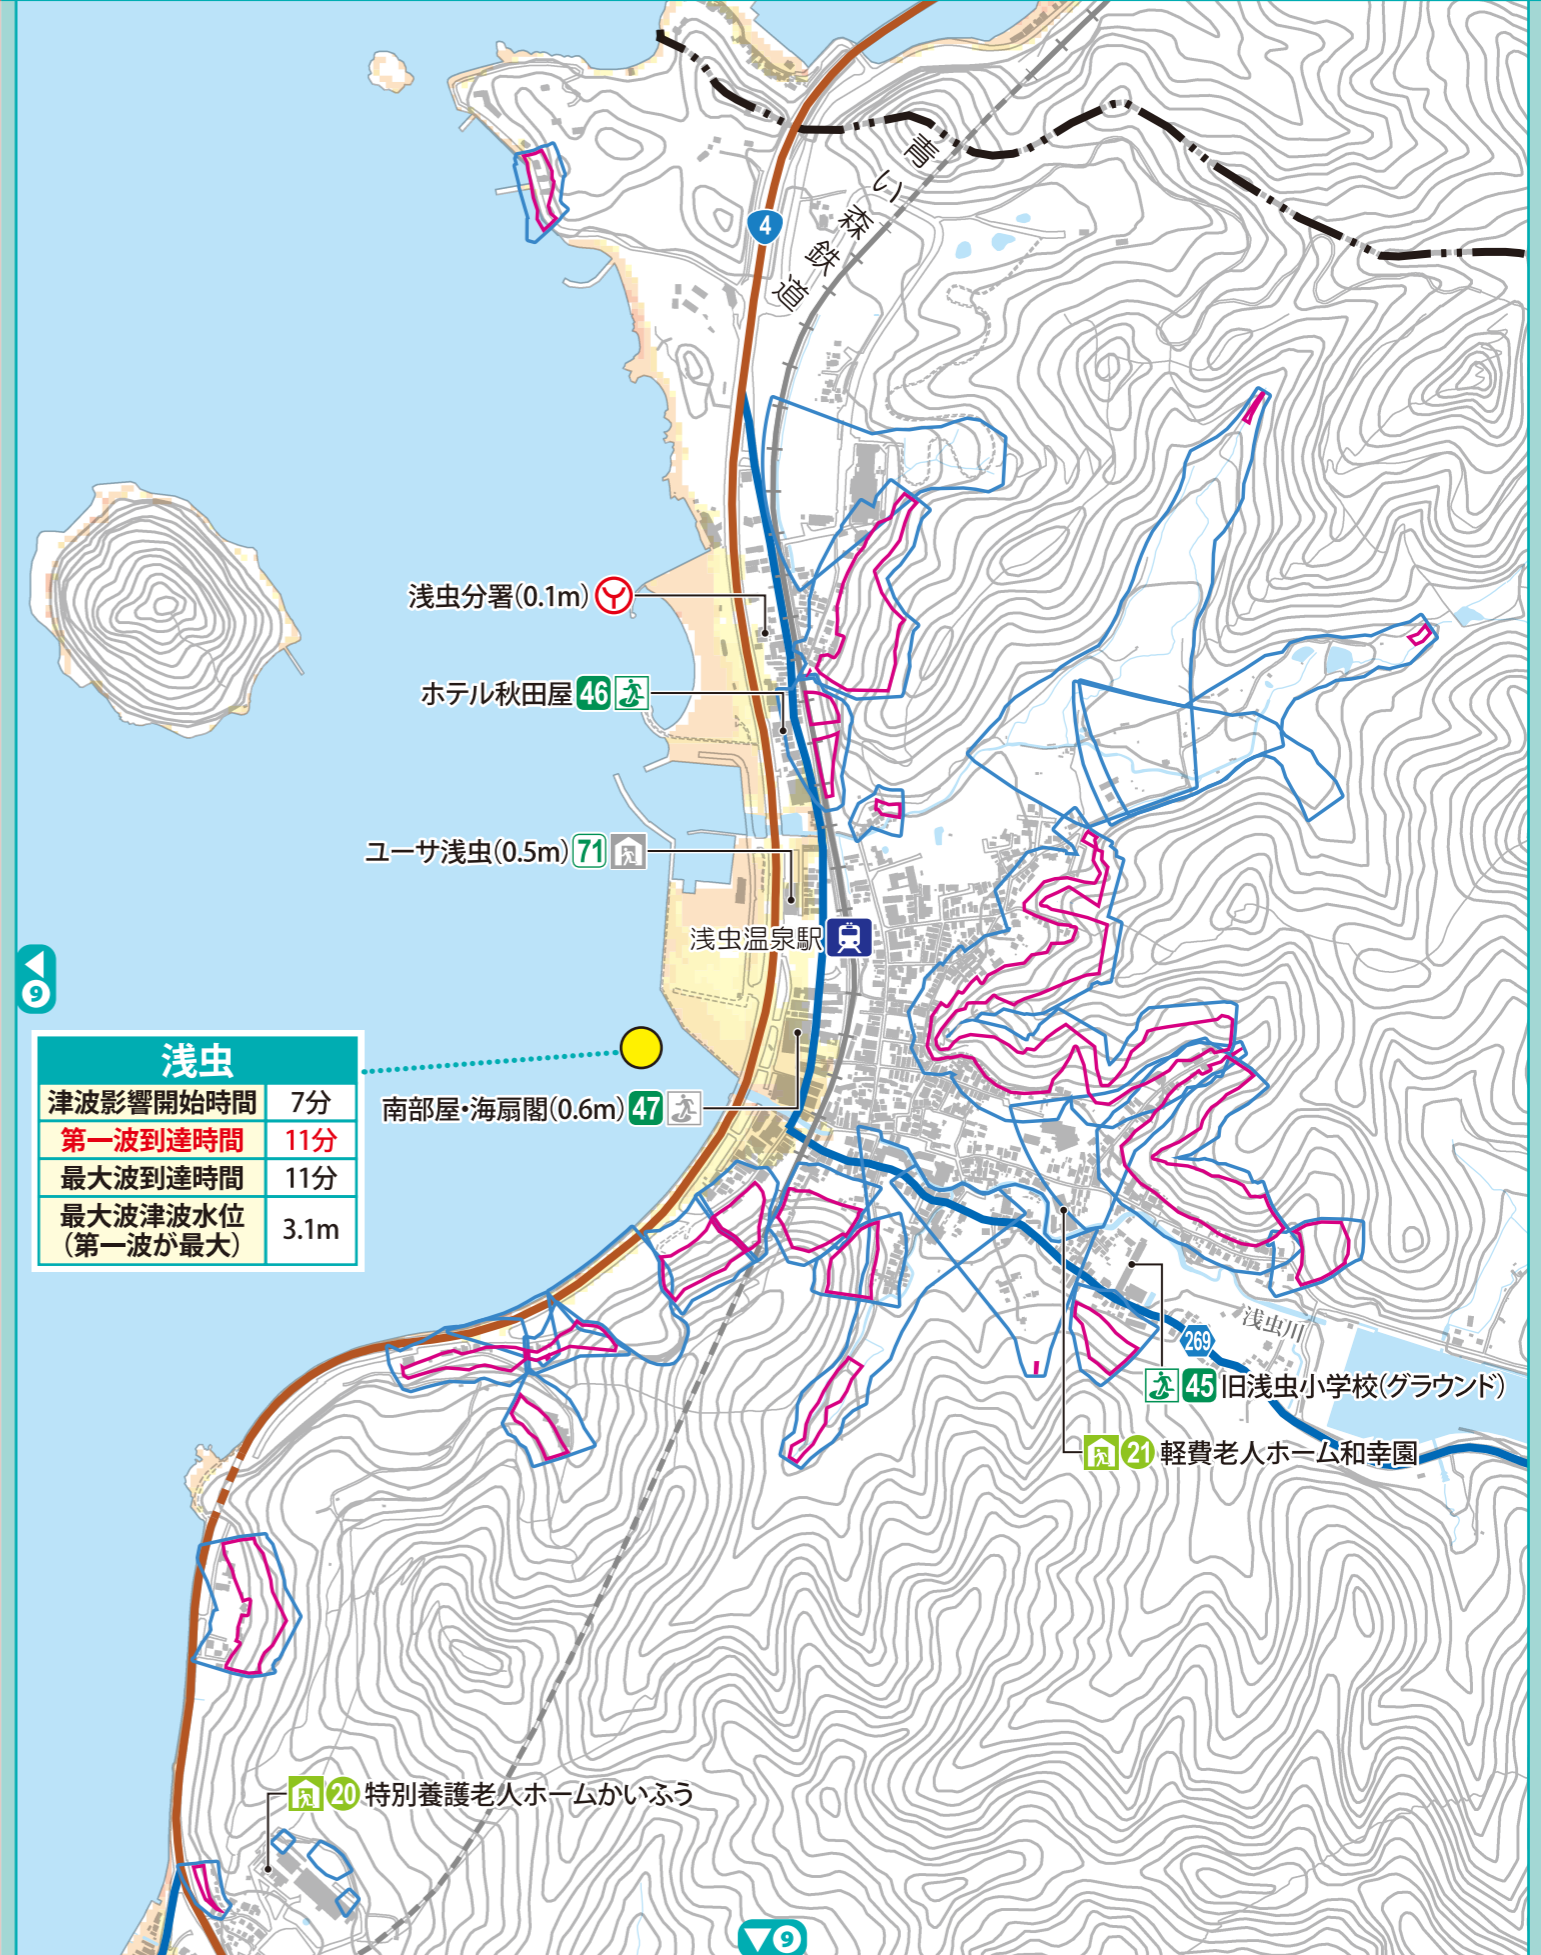 青い森鉄道
4
浅虫分署(0.1m)
ホテル秋田屋 46
ユーサ浅虫(0.5m) 71
浅虫温泉駅
9
浅虫
津波影響開始時間 7分
第一波到達時間 11分
最大波到達時間 11分
最大波津波水位
(第一波が最大) 3.1m
南部屋・海扇閣(0.6m) 47
浅虫川
269
45 旧浅虫小学校(グラウンド)
21 軽費老人ホーム和幸園
20 特別養護老人ホームかいふう
9